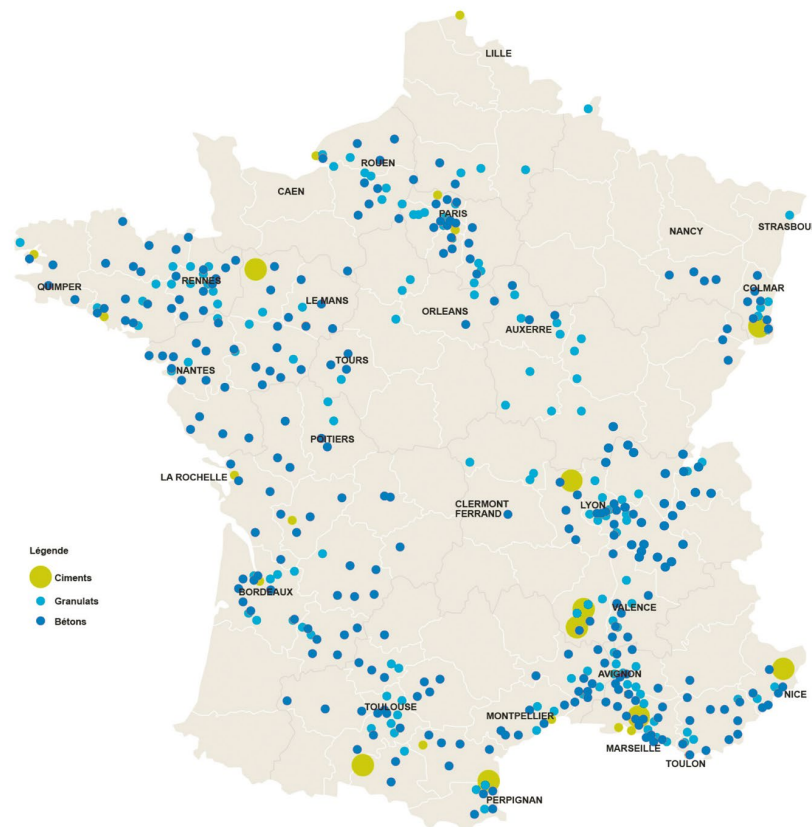 LILLE
ROUEN
CAEN
PARIS
NANCY
STRASBOU
RENNES
QUIMPER
COLMAR
LE MANS
ORLEANS
AUXERRE
TOURS
NANTES
POITIERS
LA ROCHELLE
CLERMONT
FERRAND
LYON
Légende
Ciments
Granulats
Bétons
BORDEAUX
VALENCE
AVIGNON
NICE
TOULOUSE
MONTPELLIER
MARSEILLE
TOULON
PERPIGNAN